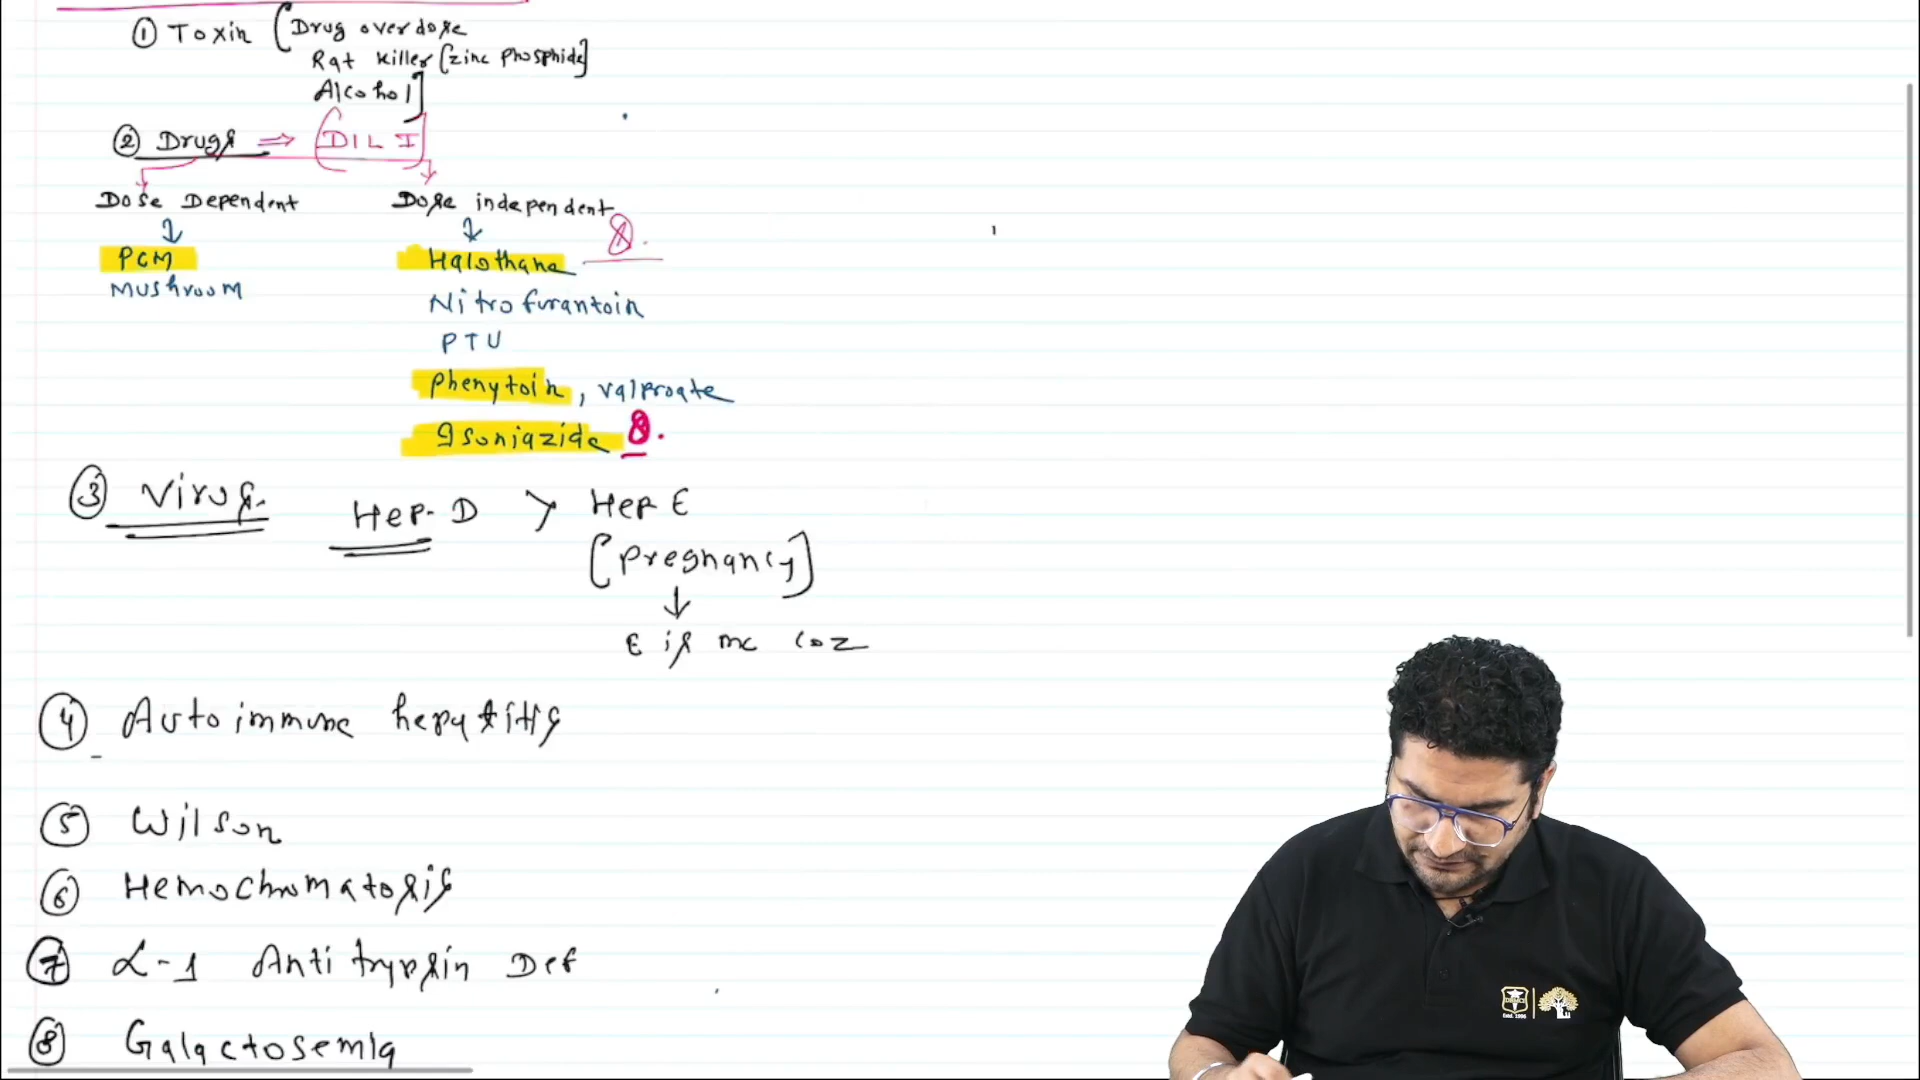 ① Toxin [Drug overdose
Rat killer [zinc phosphide]
Alcohol]
② Drugs ⇒ [DILI]
Dose Dependent
Dose independent
PCM
Mushroom
Halothane Q.
Nitrofurantoin
PTU
Phenytoin, valproate
Isoniazide Q.
③ Virus. Hep. D > Hep E
[Pregnancy]
E is mc coz
④ Autoimmune hepatitis
⑤ Wilson
⑥ Hemochromatosis
⑦ α-1 Antitrypsin Def
⑧ Galactosemia